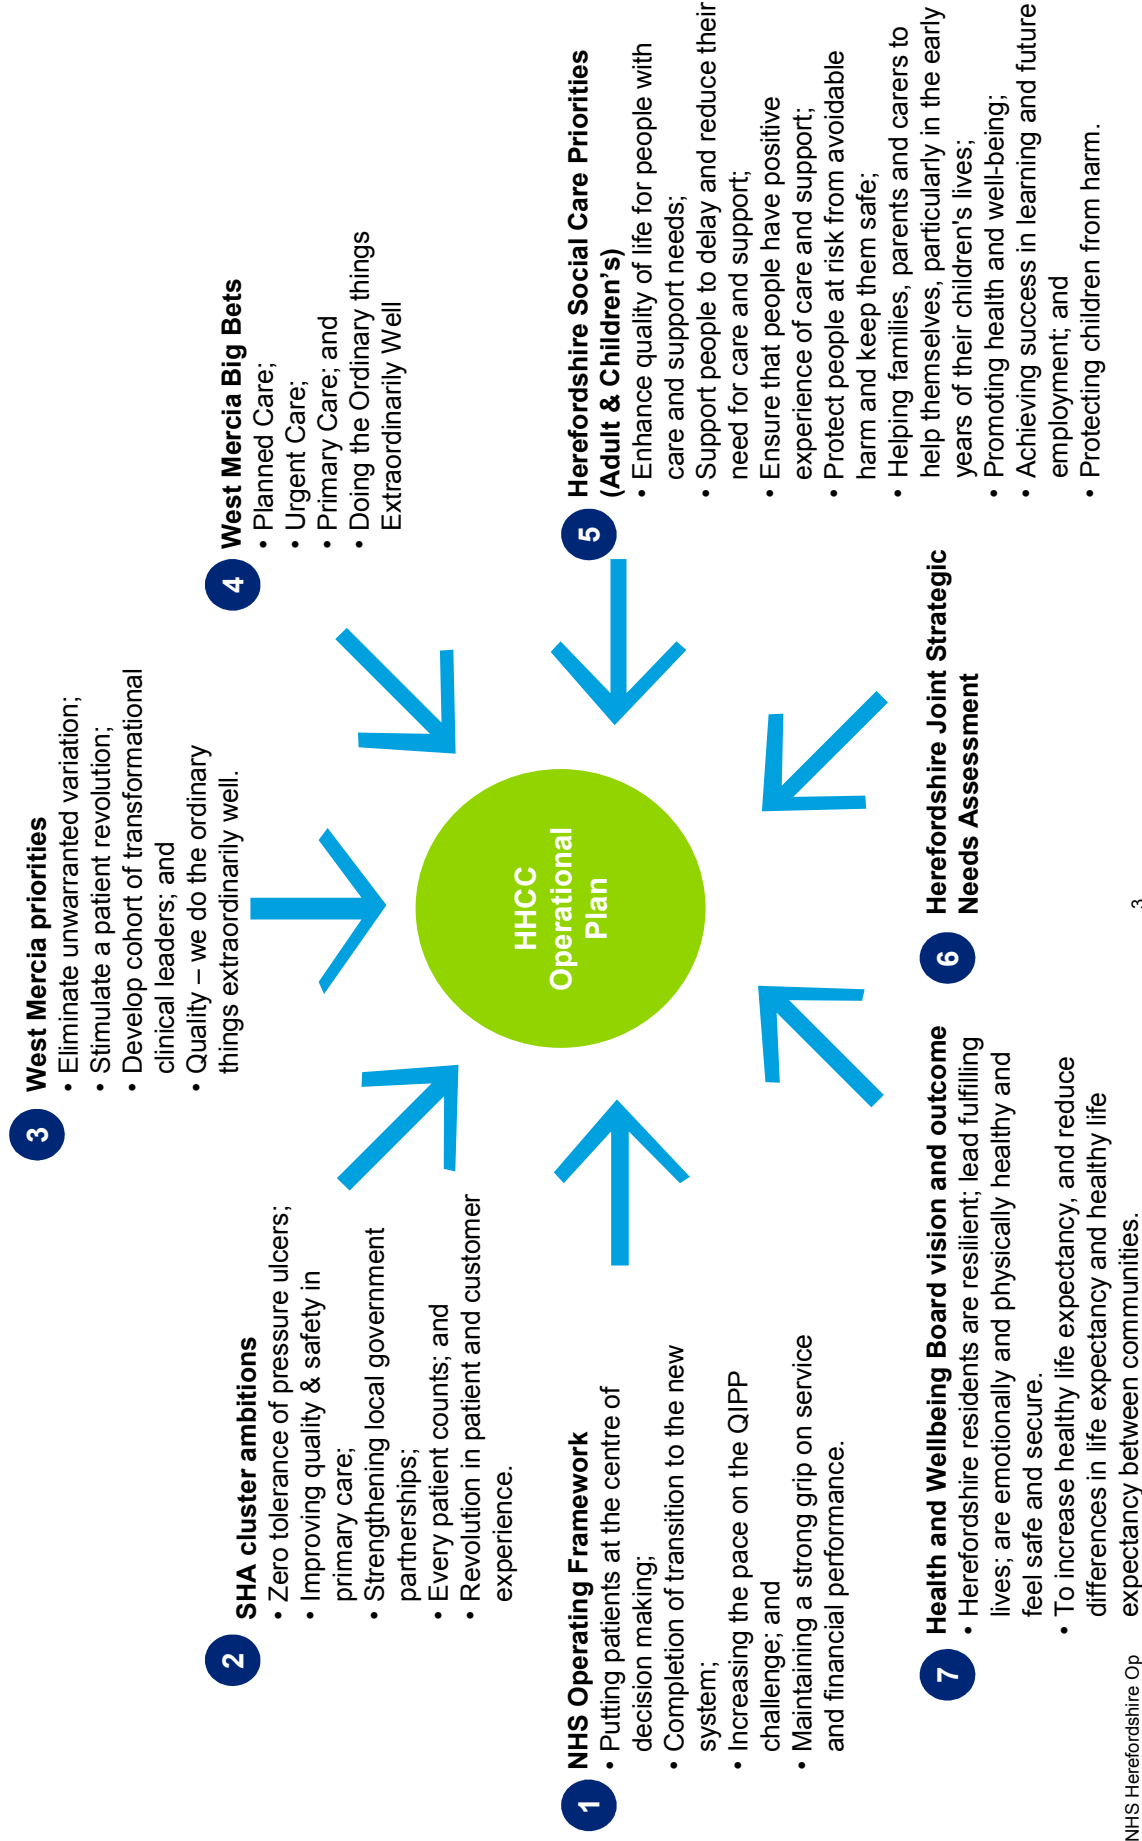 1
NHS Operating Framework
• Putting patients at the centre of
decision making;
• Completion of transition to the new
system;
• Increasing the pace on the QIPP
challenge; and
• Maintaining a strong grip on service
and financial performance.
2
SHA cluster ambitions
• Zero tolerance of pressure ulcers;
• Improving quality & safety in
primary care;
• Strengthening local government
partnerships;
• Every patient counts; and
• Revolution in patient and customer
experience.
3
West Mercia priorities
• Eliminate unwarranted variation;
• Stimulate a patient revolution;
• Develop cohort of transformational
clinical leaders; and
• Quality – we do the ordinary
things extraordinarily well.
4
West Mercia Big Bets
• Planned Care;
• Urgent Care;
• Primary Care; and
• Doing the Ordinary things
Extraordinarily Well
HHCC
Operational
Plan
5
Herefordshire Social Care Priorities
(Adult & Children's)
• Enhance quality of life for people with
care and support needs;
• Support people to delay and reduce their
need for care and support;
• Ensure that people have positive
experience of care and support;
• Protect people at risk from avoidable
harm and keep them safe;
• Helping families, parents and carers to
help themselves, particularly in the early
years of their children's lives;
• Promoting health and well-being;
• Achieving success in learning and future
employment; and
• Protecting children from harm.
6
Herefordshire Joint Strategic
Needs Assessment
7
Health and Wellbeing Board vision and outcome
• Herefordshire residents are resilient; lead fulfilling
lives; are emotionally and physically healthy and
feel safe and secure.
• To increase healthy life expectancy, and reduce
differences in life expectancy and healthy life
expectancy between communities.
NHS Herefordshire Op
3